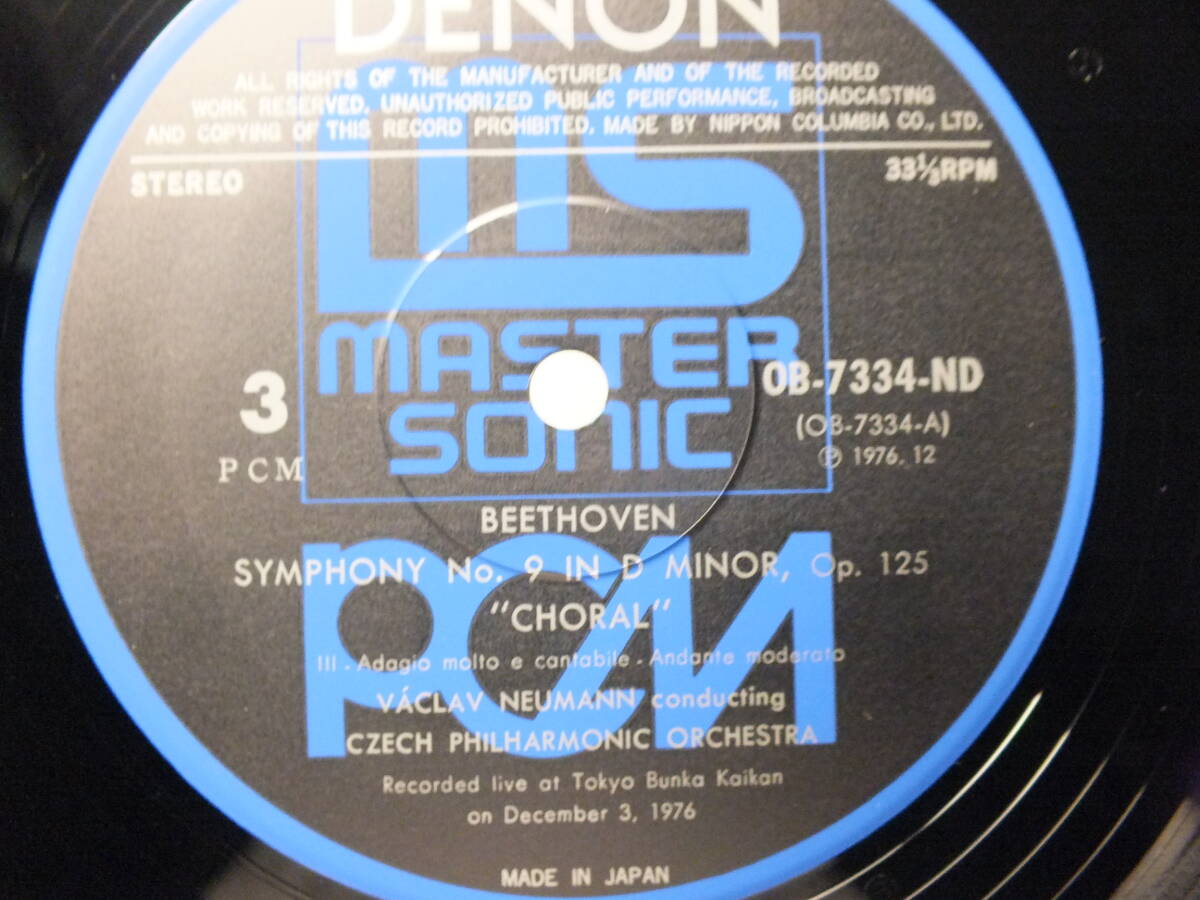 DENON
ALL RIGHTS OF THE MANUFACTURER AND OF THE RECORDED
WORK RESERVED. UNAUTHORIZED PUBLIC PERFORMANCE, BROADCASTING
AND COPYING OF THIS RECORD PROHIBITED. MADE BY NIPPON COLUMBIA CO., LTD.
STEREO
33⅓RPM
MS
MASTER
SONIC
3
PCM
OB-7334-ND
(OB-7334-A)
Ⓟ 1976. 12
BEETHOVEN
SYMPHONY No. 9 IN D MINOR, Op. 125
"CHORAL"
III - Adagio molto e cantabile - Andante moderato
VÁCLAV NEUMANN conducting
CZECH PHILHARMONIC ORCHESTRA
PCM
Recorded live at Tokyo Bunka Kaikan
on December 3, 1976
MADE IN JAPAN